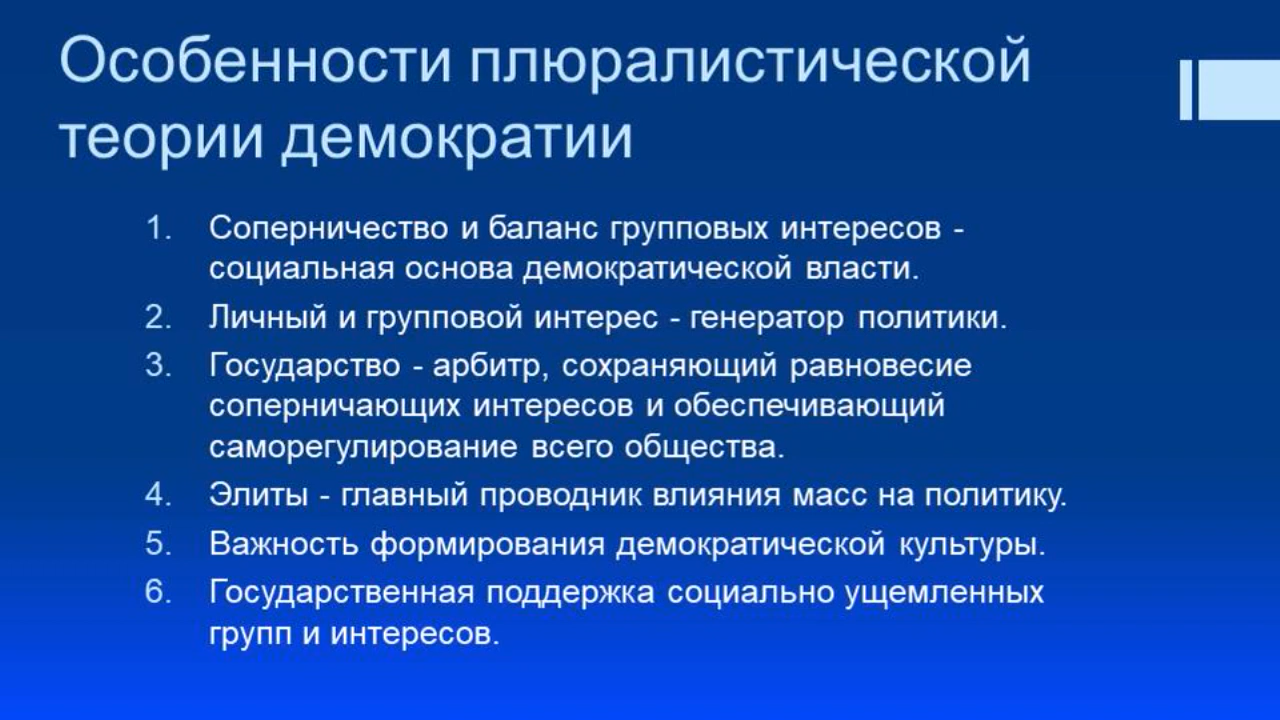 Особенности плюралистической
теории демократии
1. Соперничество и баланс групповых интересов -
социальная основа демократической власти.
2. Личный и групповой интерес - генератор политики.
3. Государство - арбитр, сохраняющий равновесие
соперничающих интересов и обеспечивающий
саморегулирование всего общества.
4. Элиты - главный проводник влияния масс на политику.
5. Важность формирования демократической культуры.
6. Государственная поддержка социально ущемленных
групп и интересов.